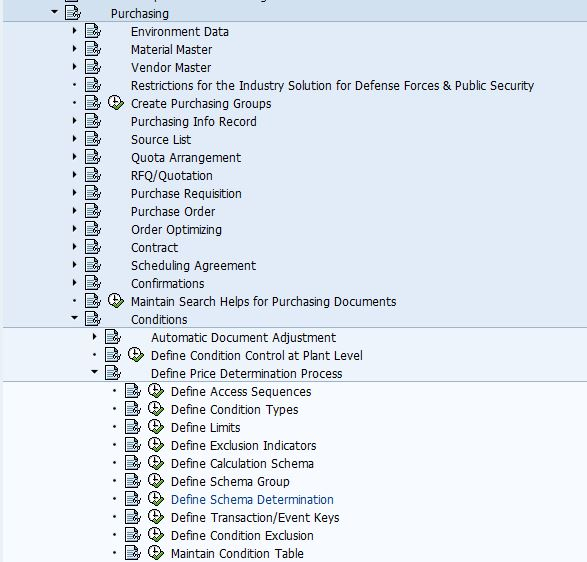 Purchasing
Environment Data
Material Master
Vendor Master
Restrictions for the Industry Solution for Defense Forces & Public Security
Create Purchasing Groups
Purchasing Info Record
Source List
Quota Arrangement
RFQ/Quotation
Purchase Requisition
Purchase Order
Order Optimizing
Contract
Scheduling Agreement
Confirmations
Maintain Search Helps for Purchasing Documents
Conditions
Automatic Document Adjustment
Define Condition Control at Plant Level
Define Price Determination Process
Define Access Sequences
Define Condition Types
Define Limits
Define Exclusion Indicators
Define Calculation Schema
Define Schema Group
Define Schema Determination
Define Transaction/Event Keys
Define Condition Exclusion
Maintain Condition Table